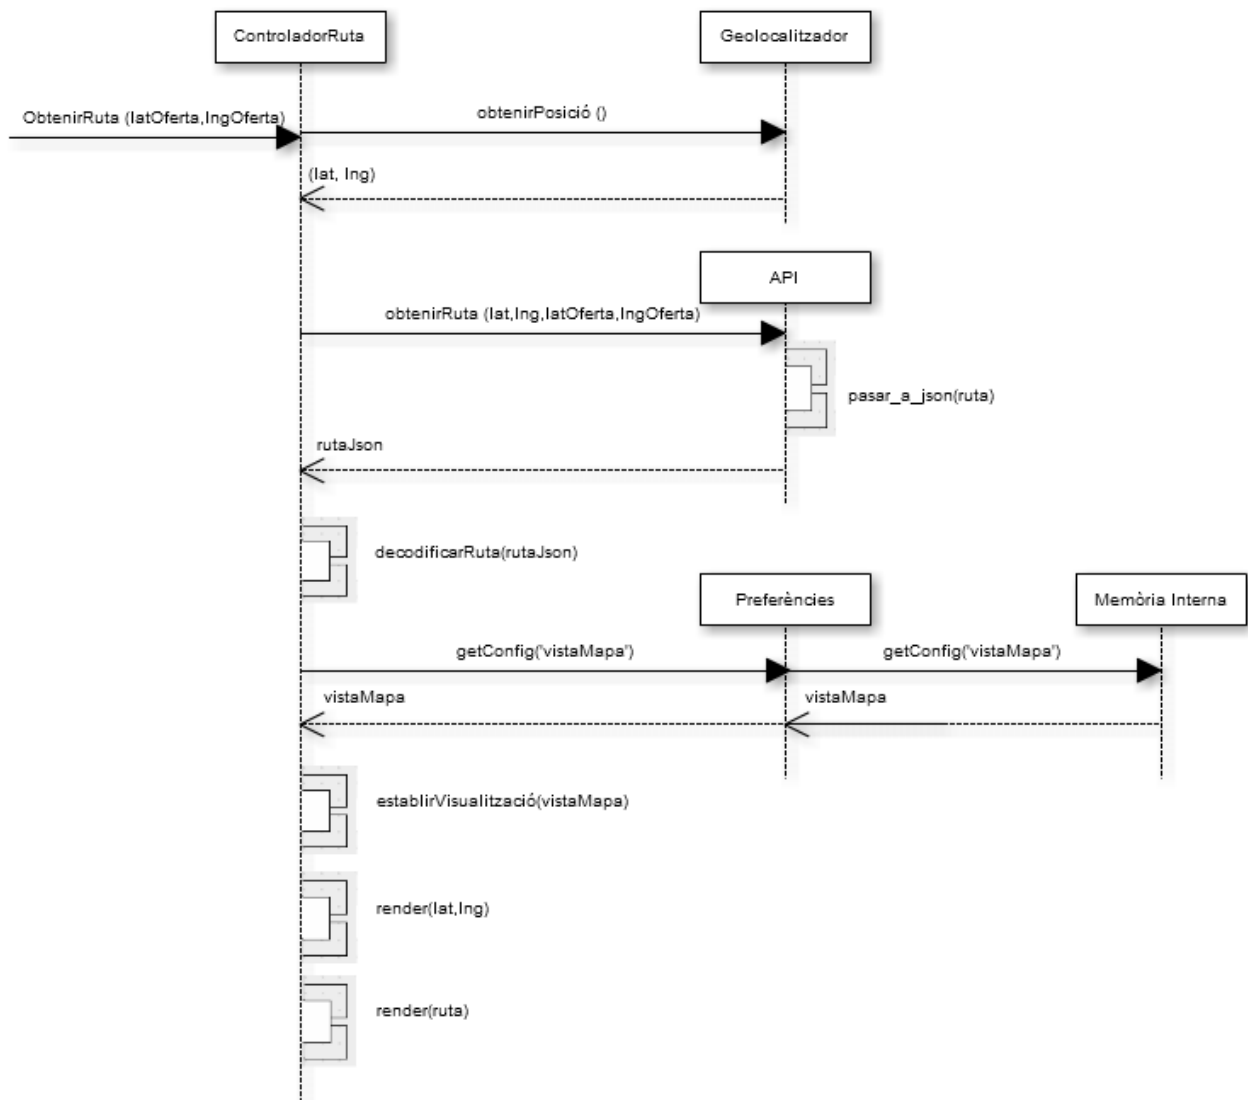 ControladorRuta
Geolocalitzador
ObtenirRuta (latOferta,lngOferta)
obtenirPosició ()
(lat, lng)
API
obtenirRuta (lat,lng,latOferta,lngOferta)
pasar_a_json(ruta)
rutaJson
decodificarRuta(rutaJson)
Preferències
Memòria Interna
getConfig('vistaMapa')
getConfig('vistaMapa')
vistaMapa
vistaMapa
establirVisualització(vistaMapa)
render(lat,lng)
render(ruta)